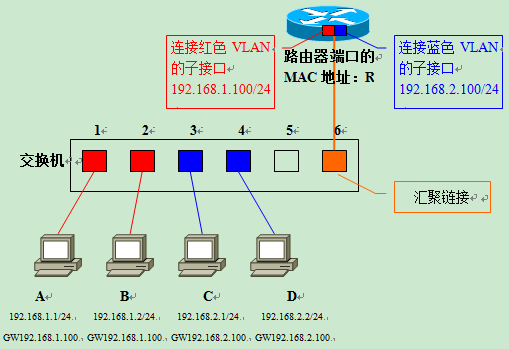 连接红色 VLAN
的子接口
192.168.1.100/24
路由器端口的
MAC 地址：R
连接蓝色 VLAN
的子接口
192.168.2.100/24
1 2 3 4 5 6
交换机
汇聚链接
A B C D
192.168.1.1/24. 192.168.1.2/24. 192.168.2.1/24. 192.168.2.2/24.
GW192.168.1.100. GW192.168.1.100. GW192.168.2.100. GW192.168.2.100.